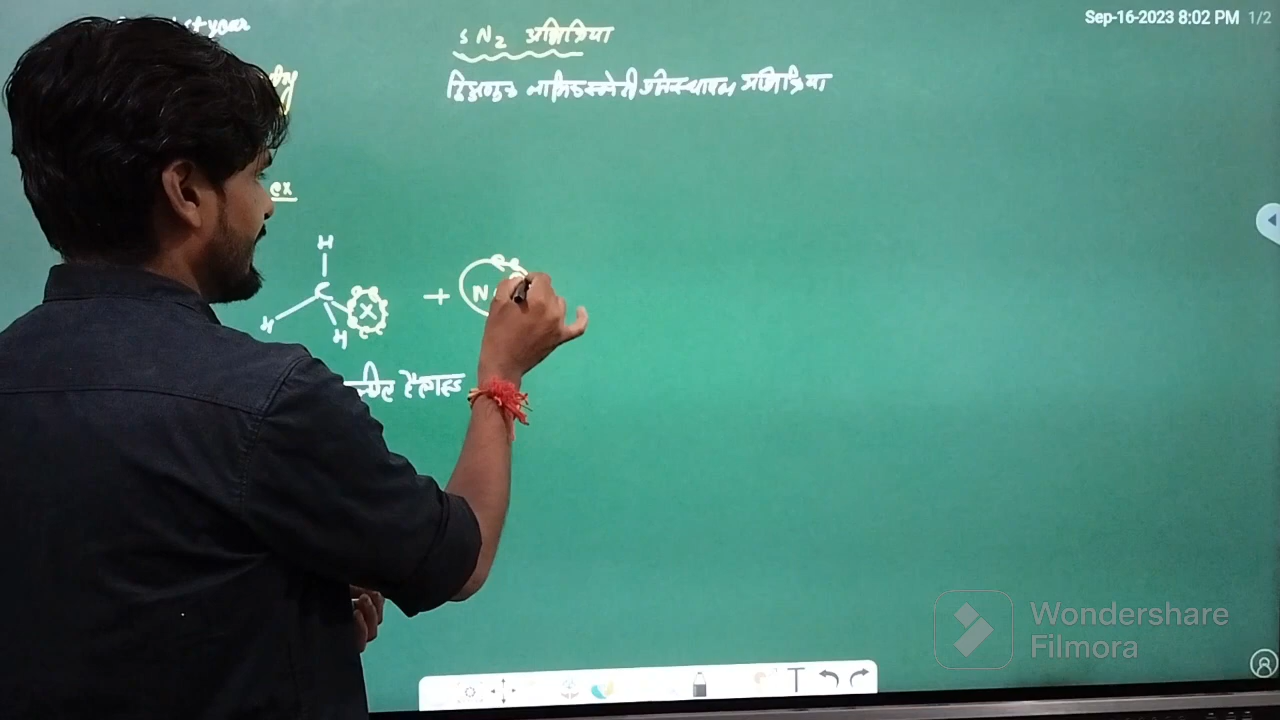 Sep-16-2023 8:02 PM 1/2
year
SN2 अभिक्रिया
द्विअणुक नाभिकस्नेही प्रतिस्थापन अभिक्रिया
ex
H
C
X
H
H
+
N
हैलाइड
T
Wondershare
Filmora